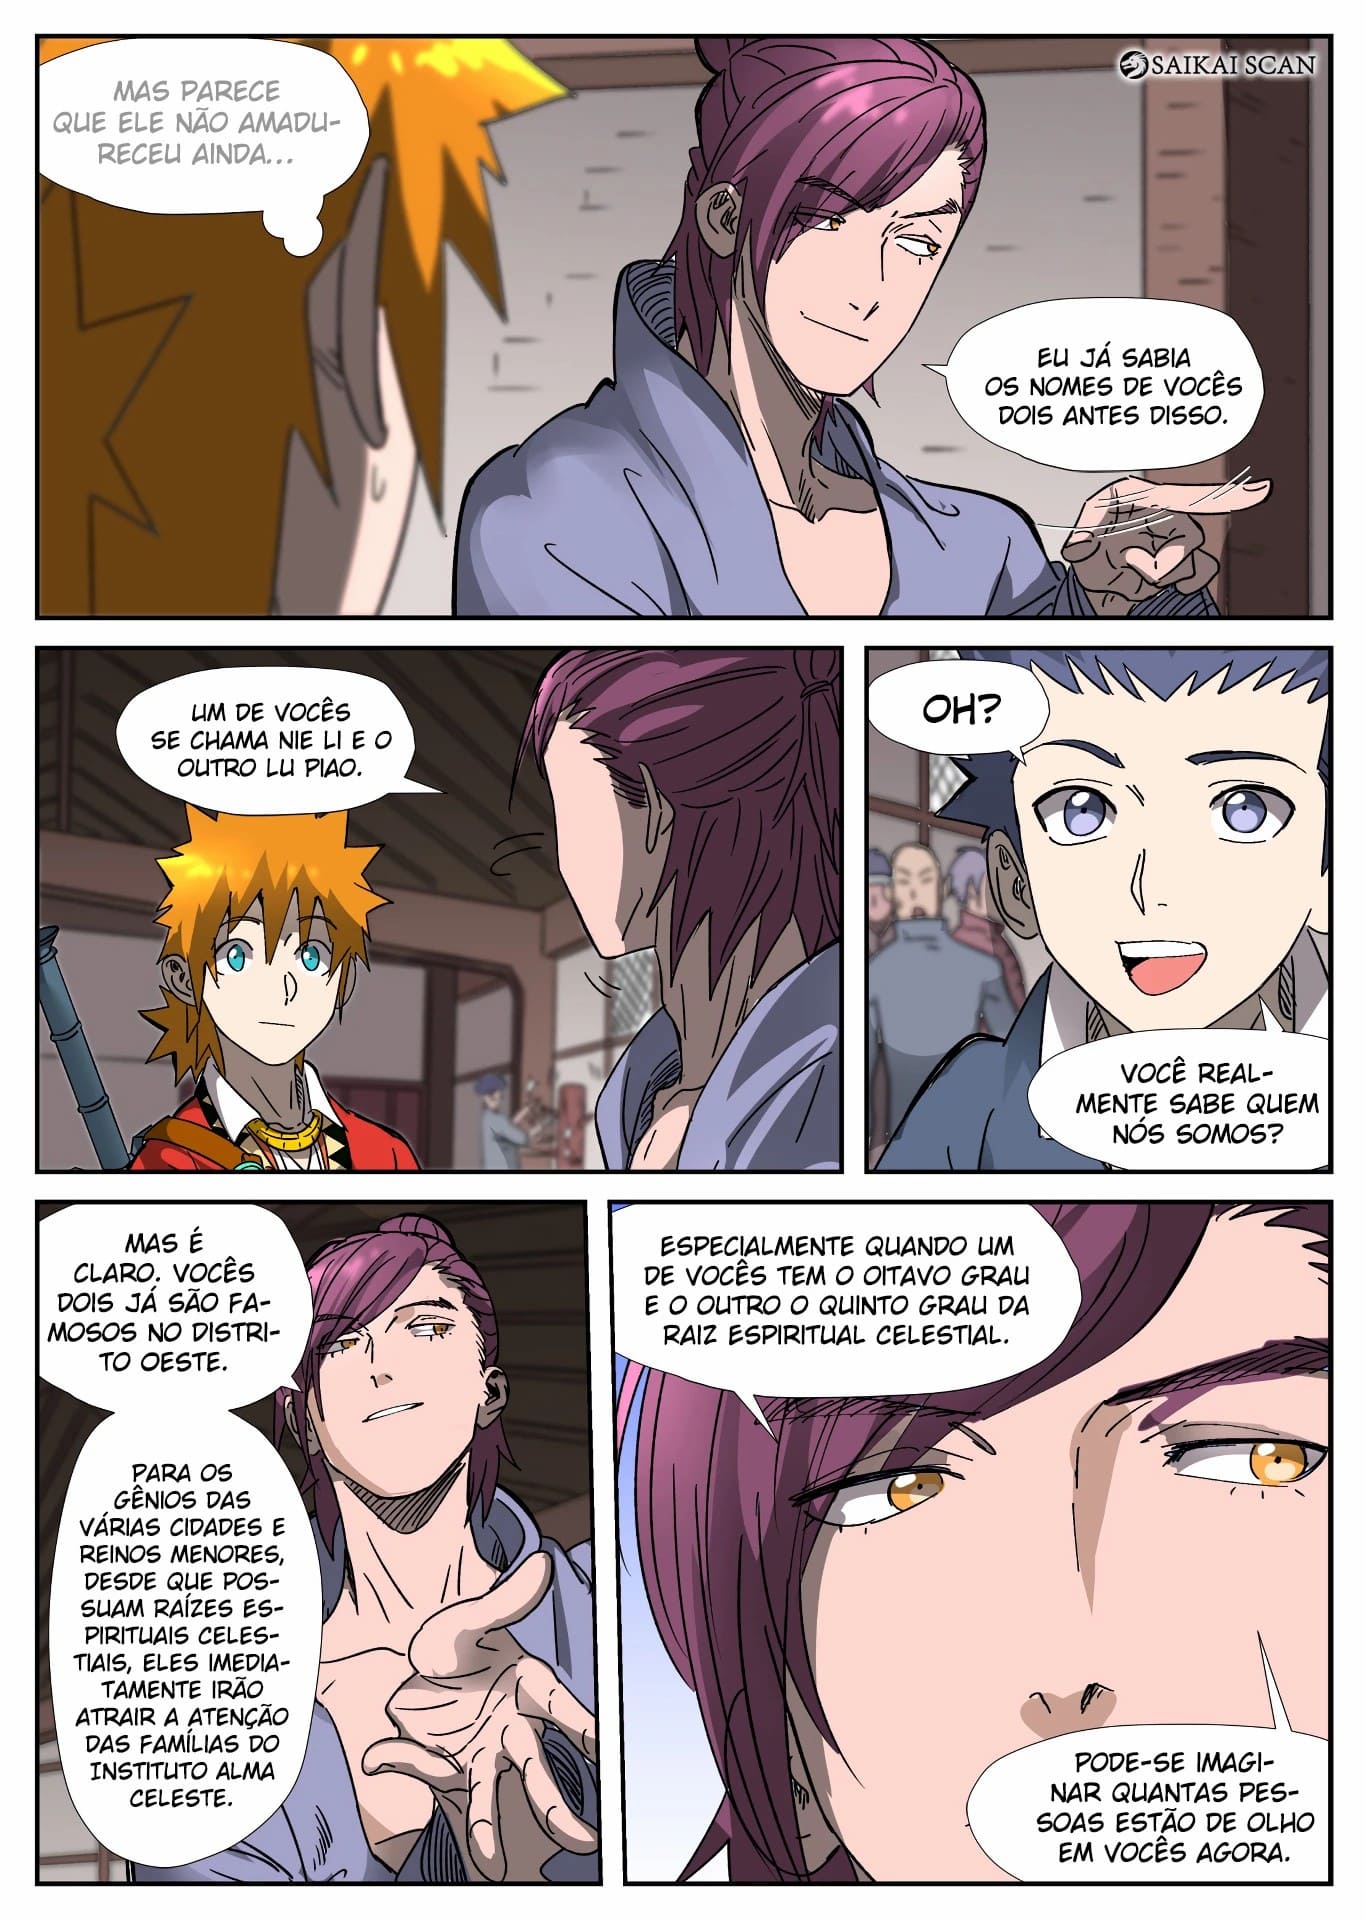 SAIKAI SCAN
MAS PARECE
QUE ELE NÃO AMADU-
RECEU AINDA...
EU JÁ SABIA
OS NOMES DE VOCÊS
DOIS ANTES DISSO.
UM DE VOCÊS
SE CHAMA NIE LI E O
OUTRO LU PIAO.
OH?
VOCÊ REAL-
MENTE SABE QUEM
NÓS SOMOS?
MAS É
CLARO. VOCÊS
DOIS JÁ SÃO FA-
MOSOS NO DISTRI-
TO OESTE.
PARA OS
GÊNIOS DAS
VÁRIAS CIDADES E
REINOS MENORES,
DESDE QUE POS-
SUAM RAÍZES ES-
PIRITUAIS CELES-
TIAIS, ELES IMEDIA-
TAMENTE IRÃO
ATRAIR A ATENÇÃO
DAS FAMÍLIAS DO
INSTITUTO ALMA
CELESTE.
ESPECIALMENTE QUANDO UM
DE VOCÊS TEM O OITAVO GRAU
E O OUTRO O QUINTO GRAU DA
RAIZ ESPIRITUAL CELESTIAL.
PODE-SE IMAGI-
NAR QUANTAS PES-
SOAS ESTÃO DE OLHO
EM VOCÊS AGORA.